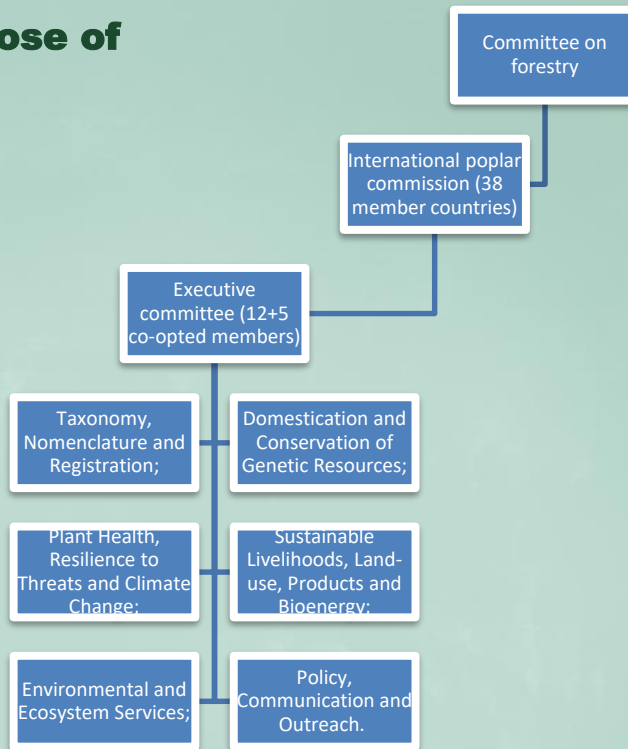 ose of
Committee on
forestry
International poplar
commission (38
member countries)
Executive
committee (12+5
co-opted members)
Taxonomy,
Nomenclature and
Registration;
Domestication and
Conservation of
Genetic Resources;
Plant Health,
Resilience to
Threats and Climate
Change;
Sustainable
Livelihoods, Land-
use, Products and
Bioenergy;
Environmental and
Ecosystem Services;
Policy,
Communication and
Outreach.